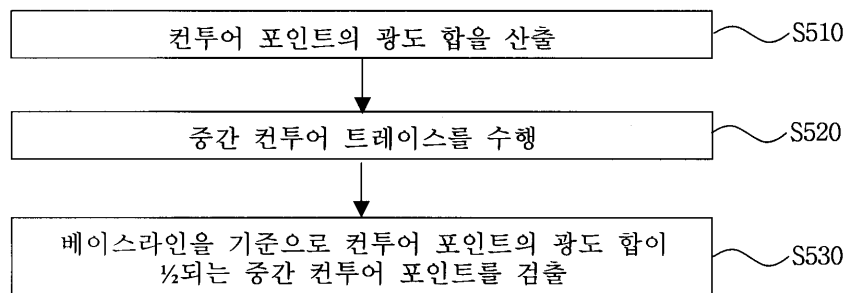 컨투어 포인트의 광도 합을 산출
S510
중간 컨투어 트레이스를 수행
S520
베이스라인을 기준으로 컨투어 포인트의 광도 합이
½되는 중간 컨투어 포인트를 검출
S530